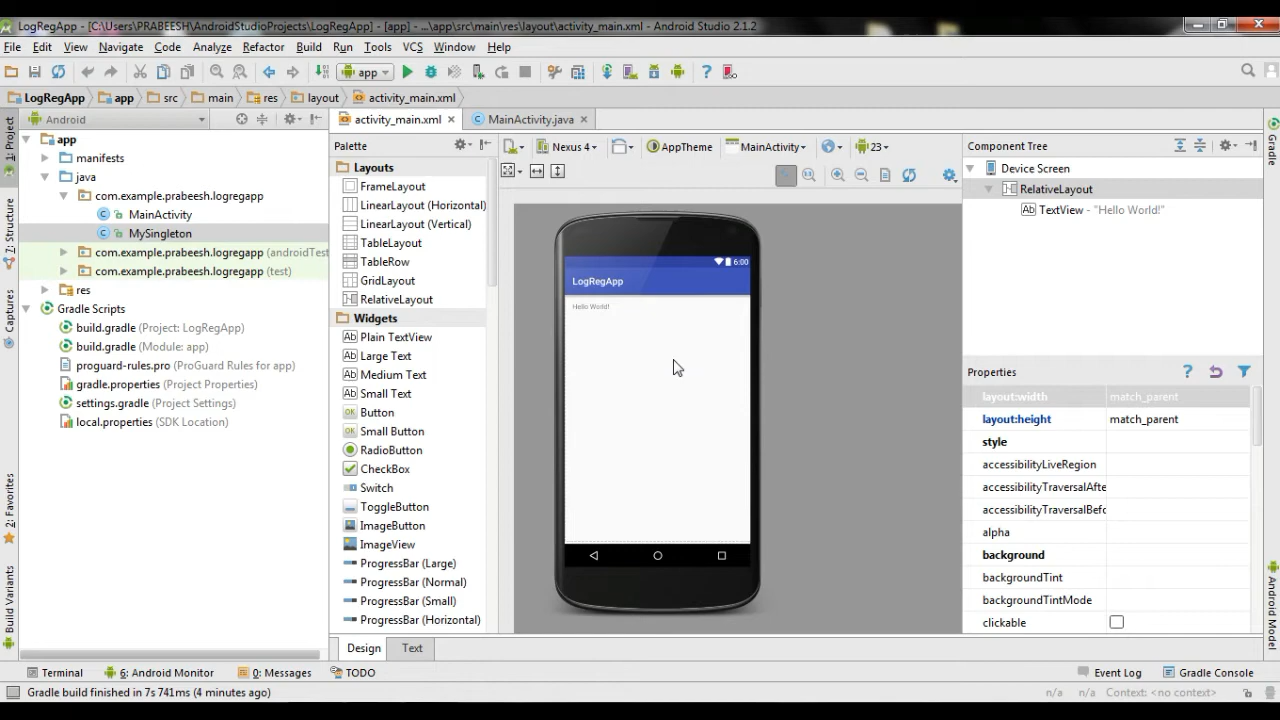 LogRegApp - [C:\Users\PRABEESH\AndroidStudioProjects\LogRegApp] - [app] - ...\app\src\main\res\layout\activity_main.xml - Android Studio 2.1.2
File Edit View Navigate Code Analyze Refactor Build Run Tools VCS Window Help
app
LogRegApp app src main res layout activity_main.xml
1: Project
7: Structure
Captures
2: Favorites
Build Variants
Android
app
manifests
java
com.example.prabeesh.logregapp
MainActivity
MySingleton
com.example.prabeesh.logregapp (androidTest
com.example.prabeesh.logregapp (test)
res
Gradle Scripts
build.gradle (Project: LogRegApp)
build.gradle (Module: app)
proguard-rules.pro (ProGuard Rules for app)
gradle.properties (Project Properties)
settings.gradle (Project Settings)
local.properties (SDK Location)
activity_main.xml MainActivity.java
Palette
Layouts
FrameLayout
LinearLayout (Horizontal)
LinearLayout (Vertical)
TableLayout
TableRow
GridLayout
RelativeLayout
Widgets
Ab Plain TextView
Ab Large Text
Ab Medium Text
Ab Small Text
OK Button
OK Small Button
RadioButton
CheckBox
Switch
ToggleButton
ImageButton
ImageView
ProgressBar (Large)
ProgressBar (Normal)
ProgressBar (Small)
ProgressBar (Horizontal)
Nexus 4 AppTheme MainActivity 23
6:00
LogRegApp
Hello World!
Design Text
Component Tree
Device Screen
RelativeLayout
Ab TextView - "Hello World!"
Properties
layout:width match_parent
layout:height match_parent
style
accessibilityLiveRegion
accessibilityTraversalAfte
accessibilityTraversalBefo
alpha
background
backgroundTint
backgroundTintMode
clickable
Gradle
Android Model
Terminal 6: Android Monitor 0: Messages TODO Event Log Gradle Console
Gradle build finished in 7s 741ms (4 minutes ago) n/a n/a Context: <no context>